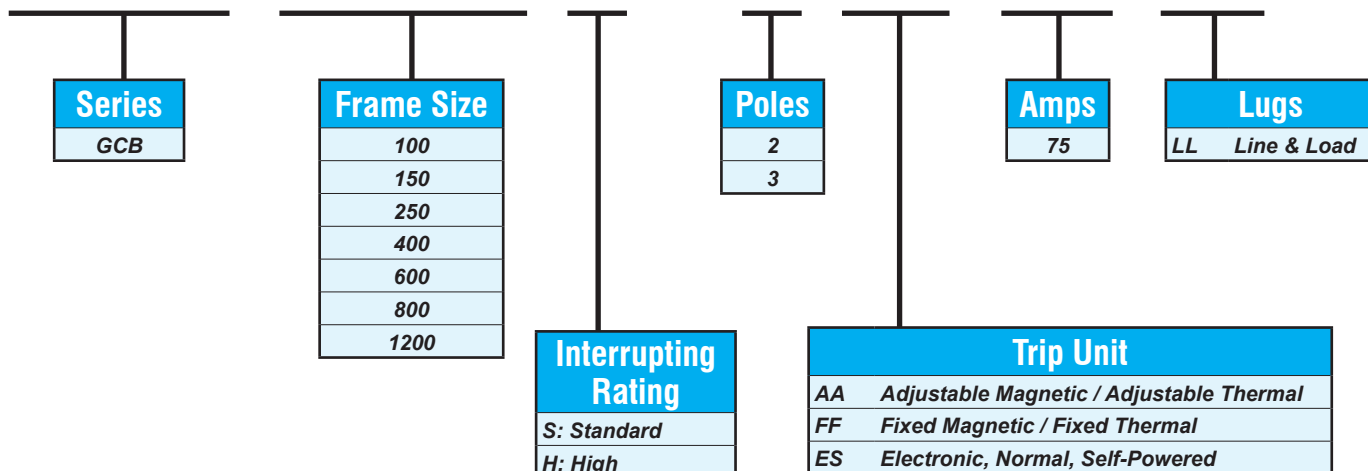 Series
GCB
Frame Size
100
150
250
400
600
800
1200
Interrupting
Rating
S: Standard
H: High
Poles
2
3
Trip Unit
AA Adjustable Magnetic / Adjustable Thermal
FF Fixed Magnetic / Fixed Thermal
ES Electronic, Normal, Self-Powered
Amps
75
Lugs
LL Line & Load